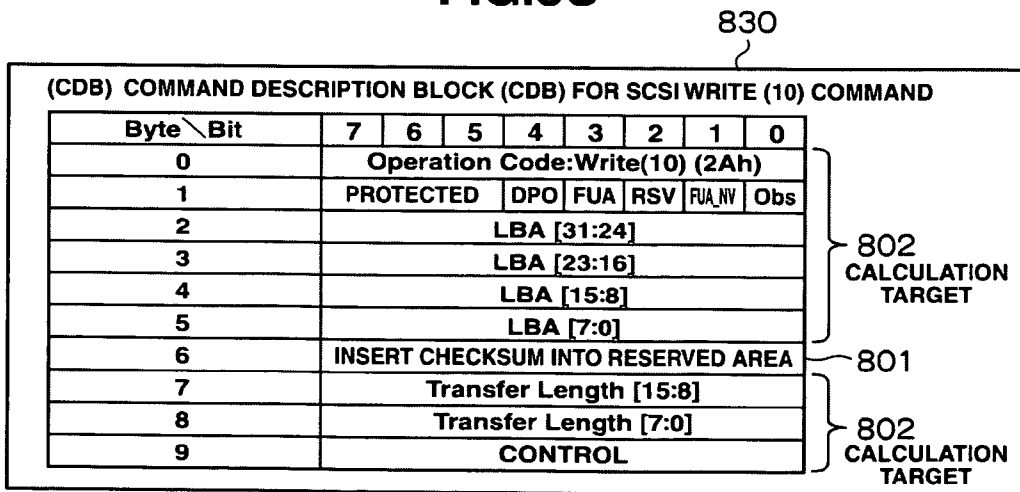 830
(CDB) COMMAND DESCRIPTION BLOCK (CDB) FOR SCSI WRITE (10) COMMAND
Byte\Bit 7 6 5 4 3 2 1 0
0 Operation Code:Write(10) (2Ah)
1 PROTECTED DPO FUA RSV FUA_NV Obs
2 LBA [31:24]
3 LBA [23:16]
4 LBA [15:8]
5 LBA [7:0]
802
CALCULATION
TARGET
6 INSERT CHECKSUM INTO RESERVED AREA 801
7 Transfer Length [15:8]
8 Transfer Length [7:0]
9 CONTROL
802
CALCULATION
TARGET